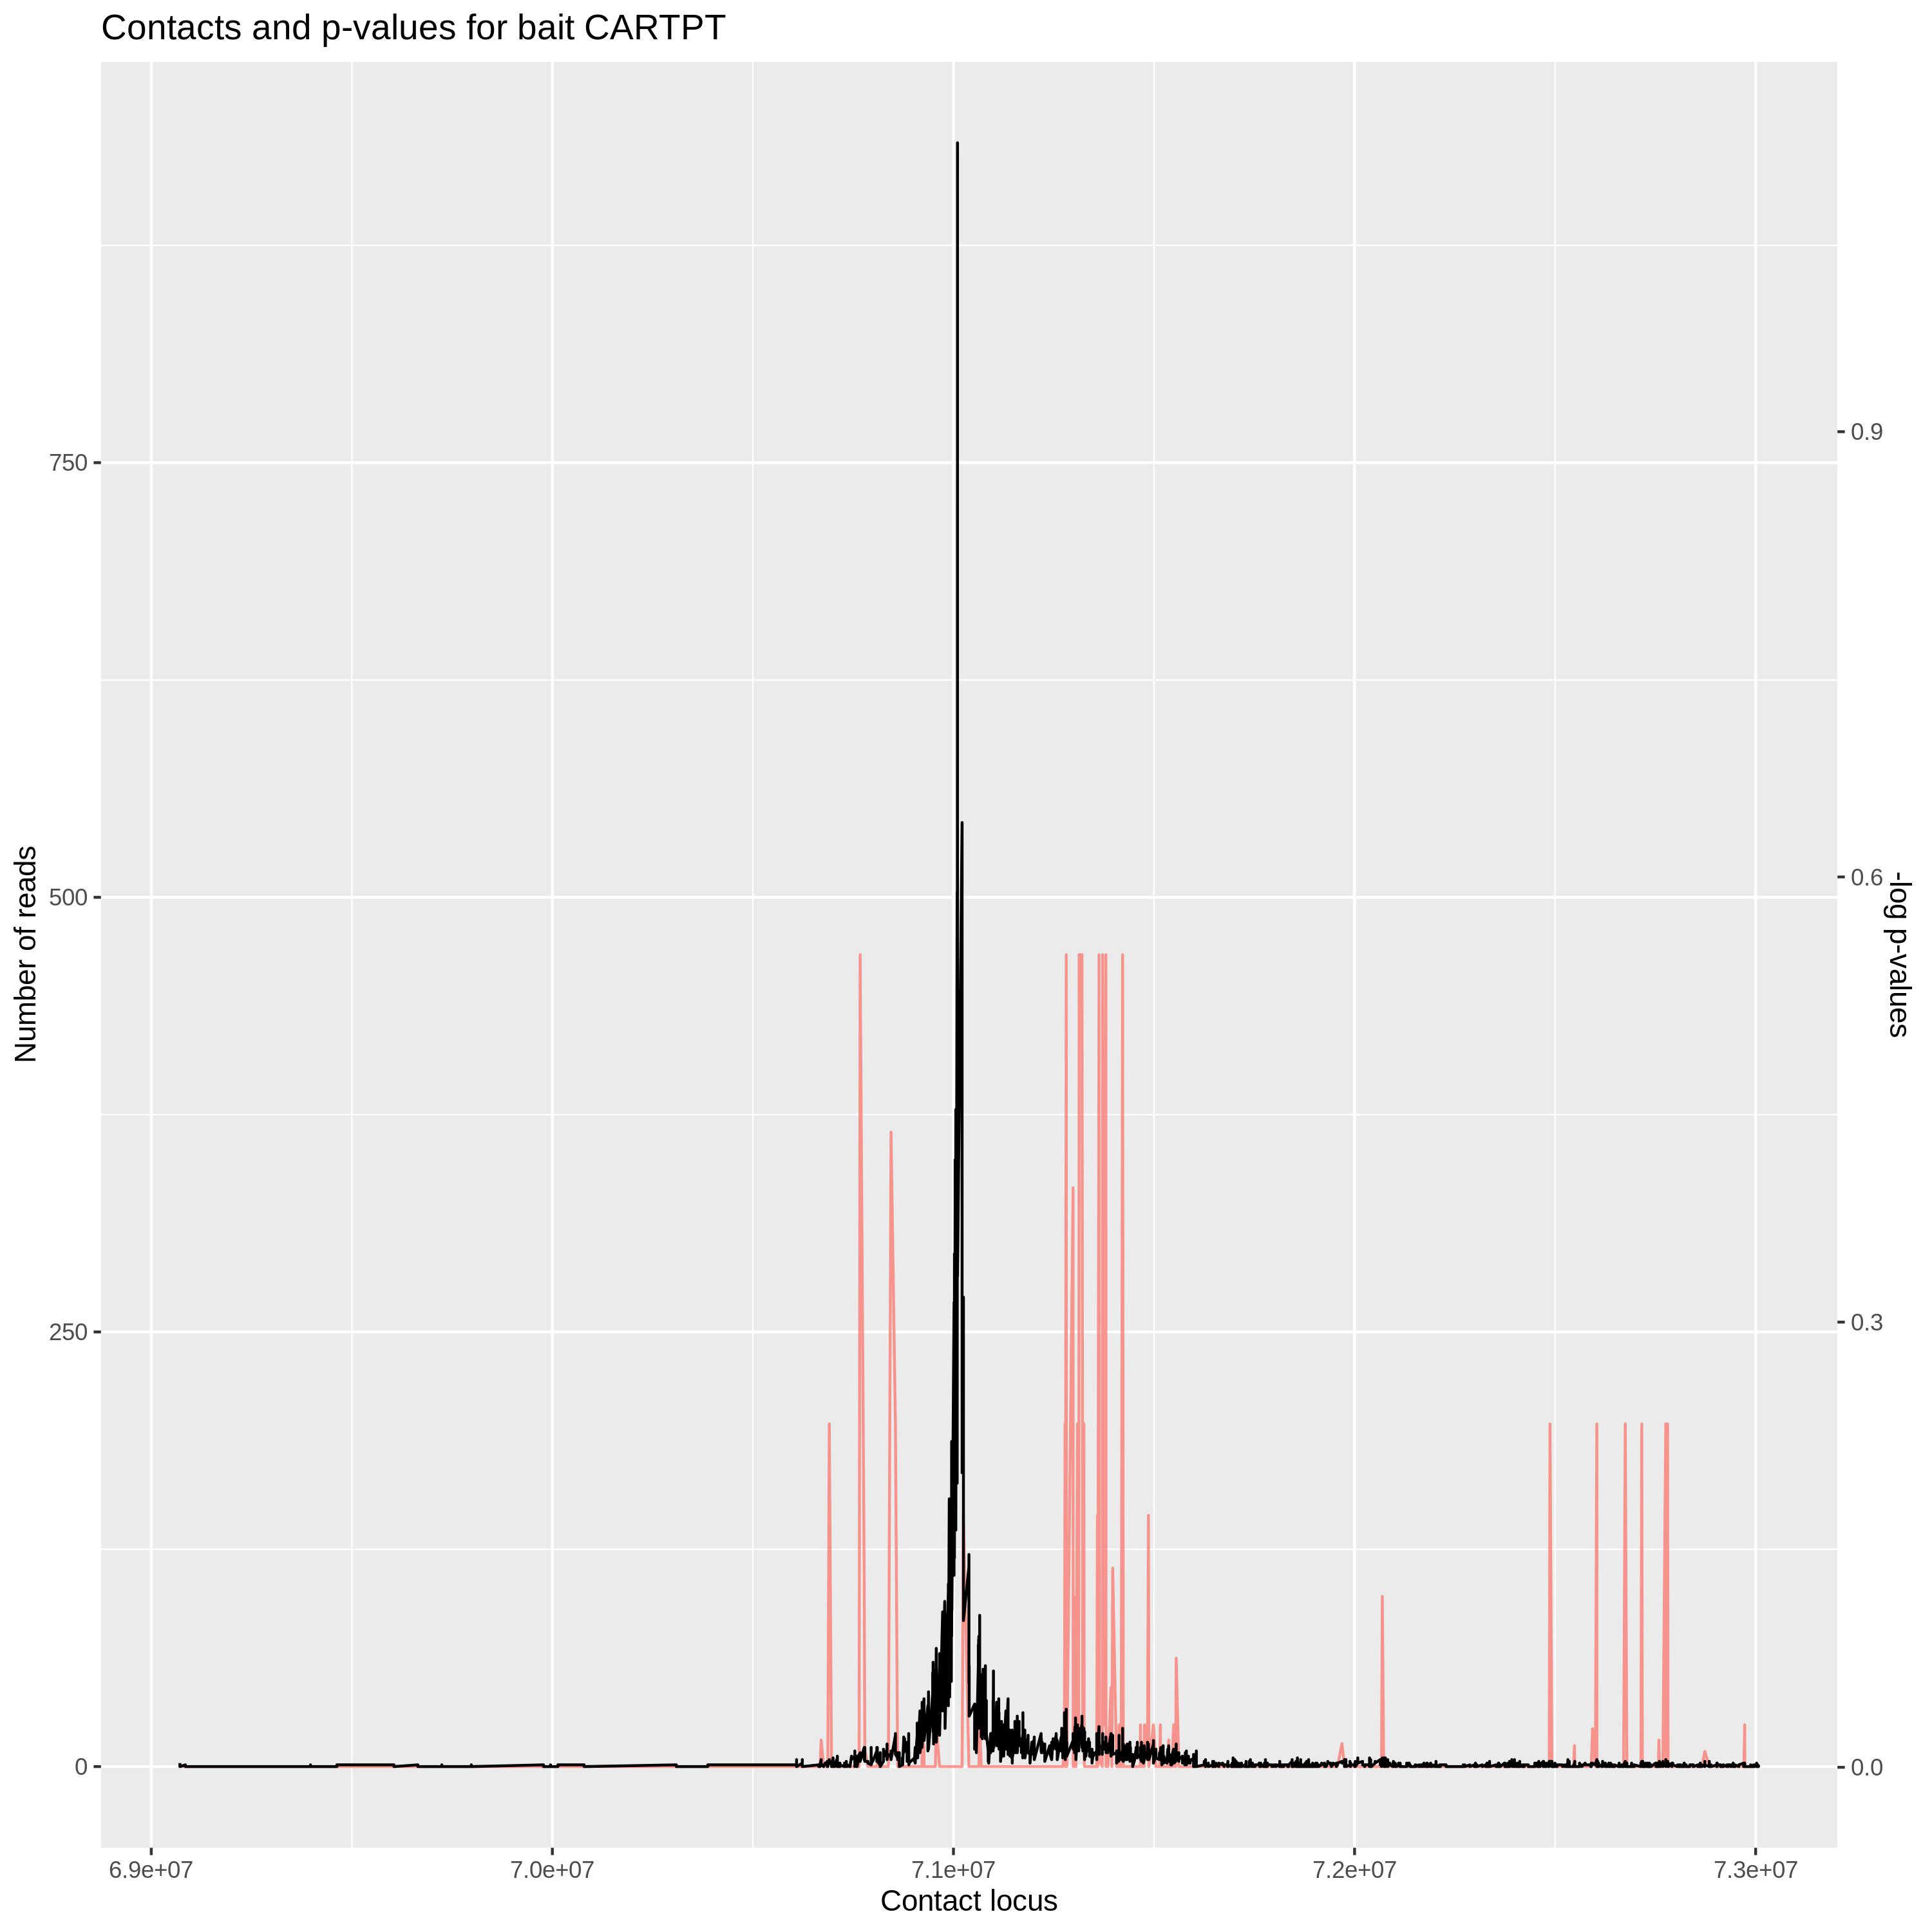 Contacts and p-values for bait CARTPT
Number of reads
750
500
250
0
0.9
0.6
0.3
0.0
-log p-values
6.9e+07 7.0e+07 7.1e+07 7.2e+07 7.3e+07
Contact locus